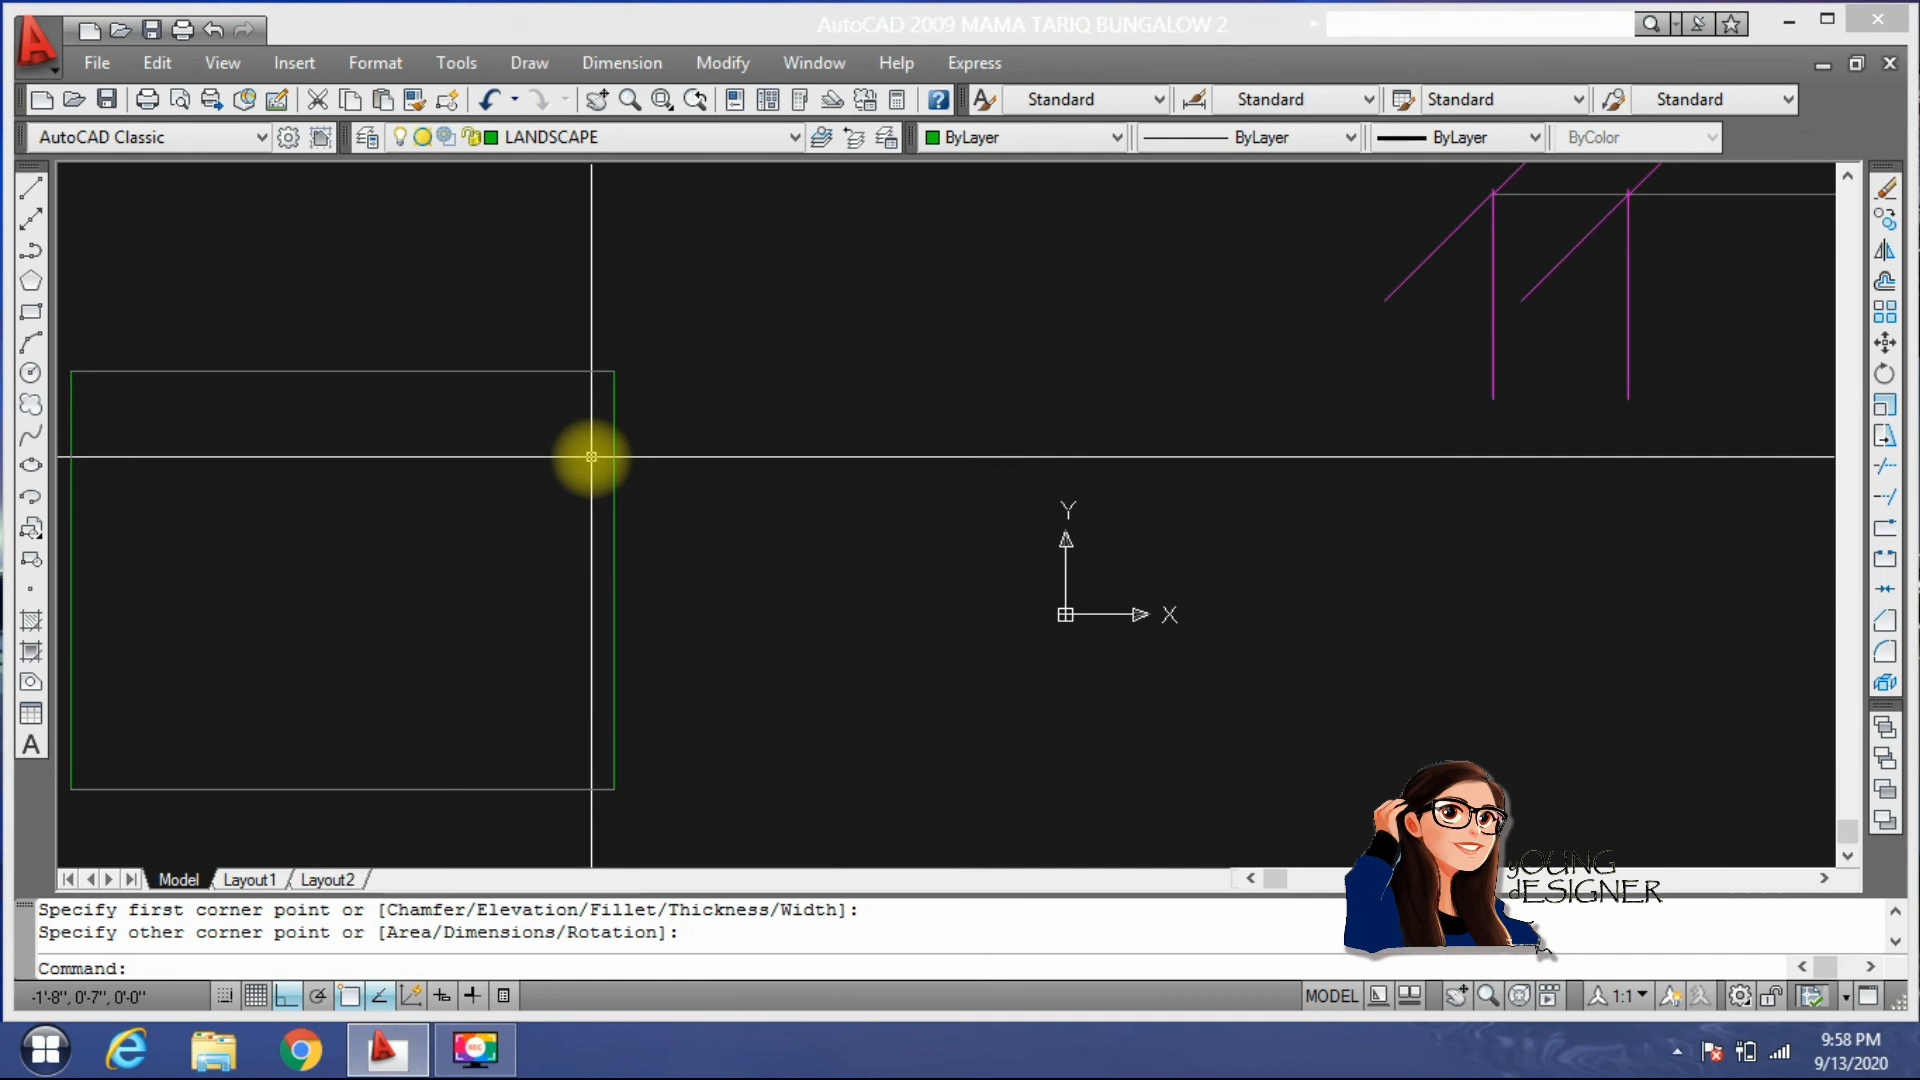 AutoCAD 2009 MAMA TARIQ BUNGALOW 2
File Edit View Insert Format Tools Draw Dimension Modify Window Help Express
Standard Standard Standard Standard
AutoCAD Classic LANDSCAPE ByLayer ByLayer ByLayer ByColor
Y
X
A
Model Layout1 Layout2
yOUNG
dESIGNER
Specify first corner point or [Chamfer/Elevation/Fillet/Thickness/Width]:
Specify other corner point or [Area/Dimensions/Rotation]:
Command:
-1'-8", 0'-7", 0'-0" MODEL 1:1
REC
9:58 PM
9/13/2020